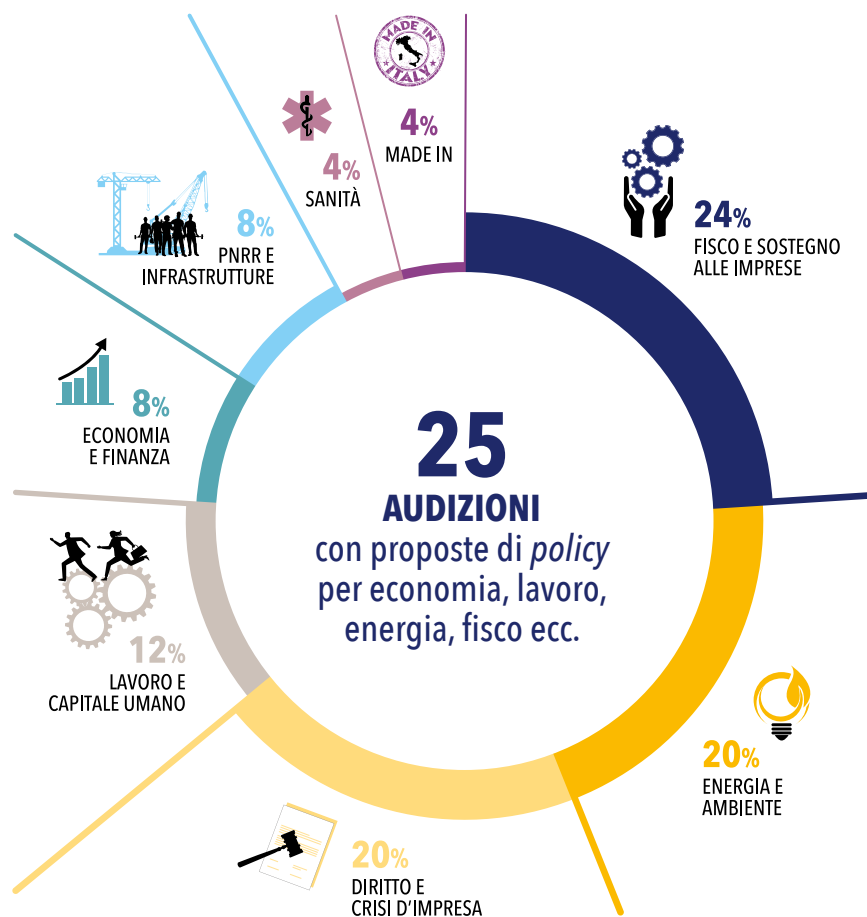 MADE IN
ITALY
4%
MADE IN
4%
SANITÀ
8%
PNRR E
INFRASTRUTTURE
24%
FISCO E SOSTEGNO
ALLE IMPRESE
8%
ECONOMIA
E FINANZA
25
AUDIZIONI
con proposte di policy
per economia, lavoro,
energia, fisco ecc.
12%
LAVORO E
CAPITALE UMANO
20%
ENERGIA E
AMBIENTE
20%
DIRITTO E
CRISI D'IMPRESA